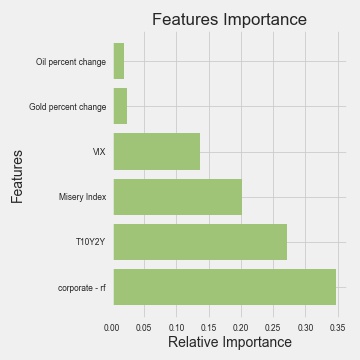 Features Importance
Features
Oil percent change
Gold percent change
VIX
Misery Index
T10Y2Y
corporate - rf
0.00 0.05 0.10 0.15 0.20 0.25 0.30 0.35
Relative Importance